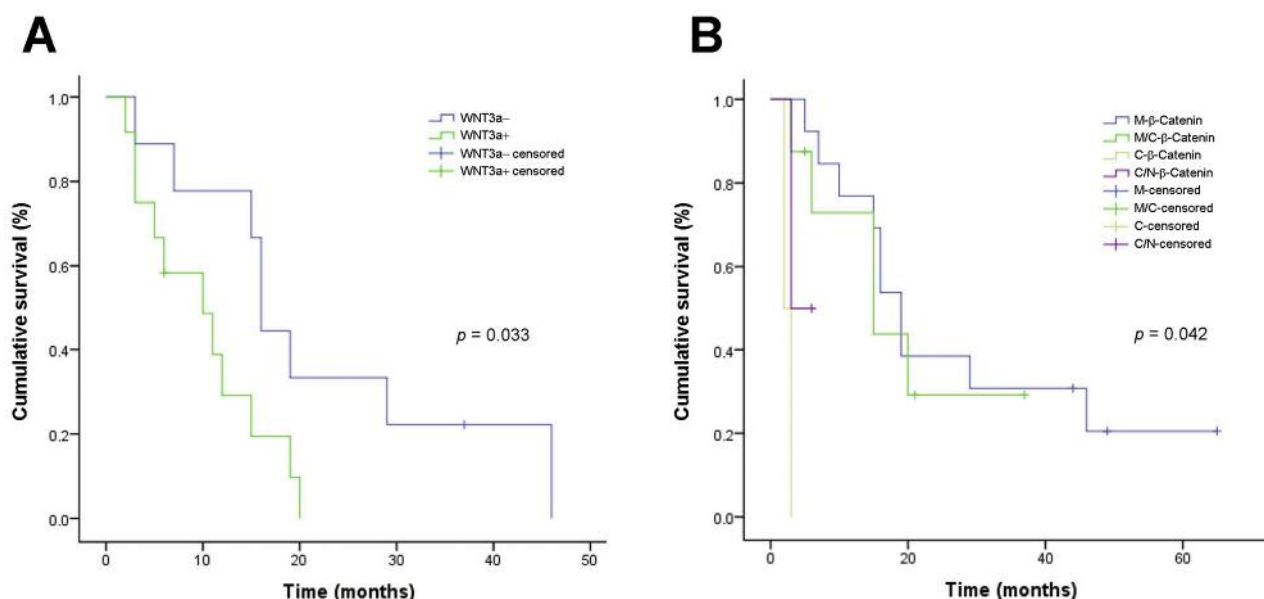 A
Cumulative survival (%)
1.0
0.8
0.6
0.4
0.2
0.0
WNT3a–
WNT3a+
WNT3a– censored
WNT3a+ censored
p = 0.033
0 10 20 30 40 50
Time (months)
B
Cumulative survival (%)
1.0
0.8
0.6
0.4
0.2
0.0
M-β-Catenin
M/C-β-Catenin
C-β-Catenin
C/N-β-Catenin
M-censored
M/C-censored
C-censored
C/N-censored
p = 0.042
0 20 40 60
Time (months)